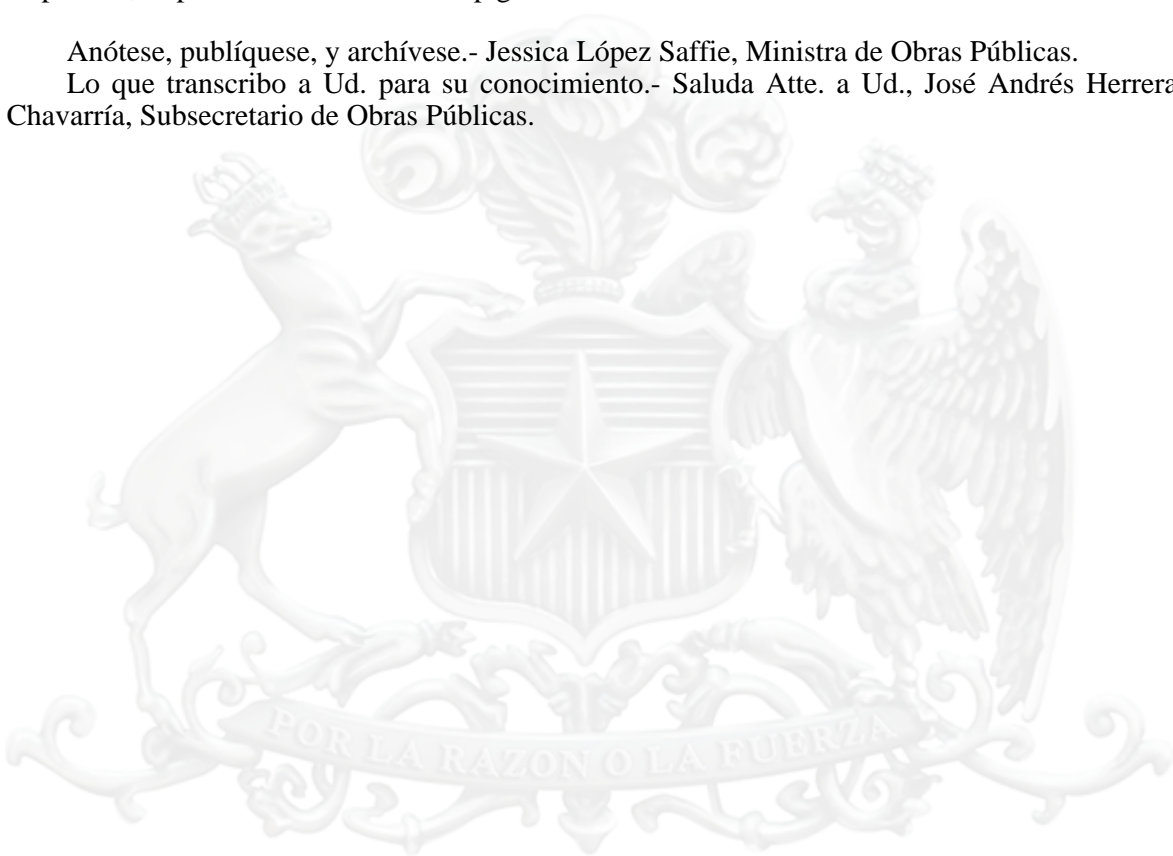 Anótese, publíquese, y archívese.- Jessica López Saffie, Ministra de Obras Públicas.
Lo que transcribo a Ud. para su conocimiento.- Saluda Atte. a Ud., José Andrés Herrera
Chavarría, Subsecretario de Obras Públicas.
POR LA RAZON O LA FUERZA